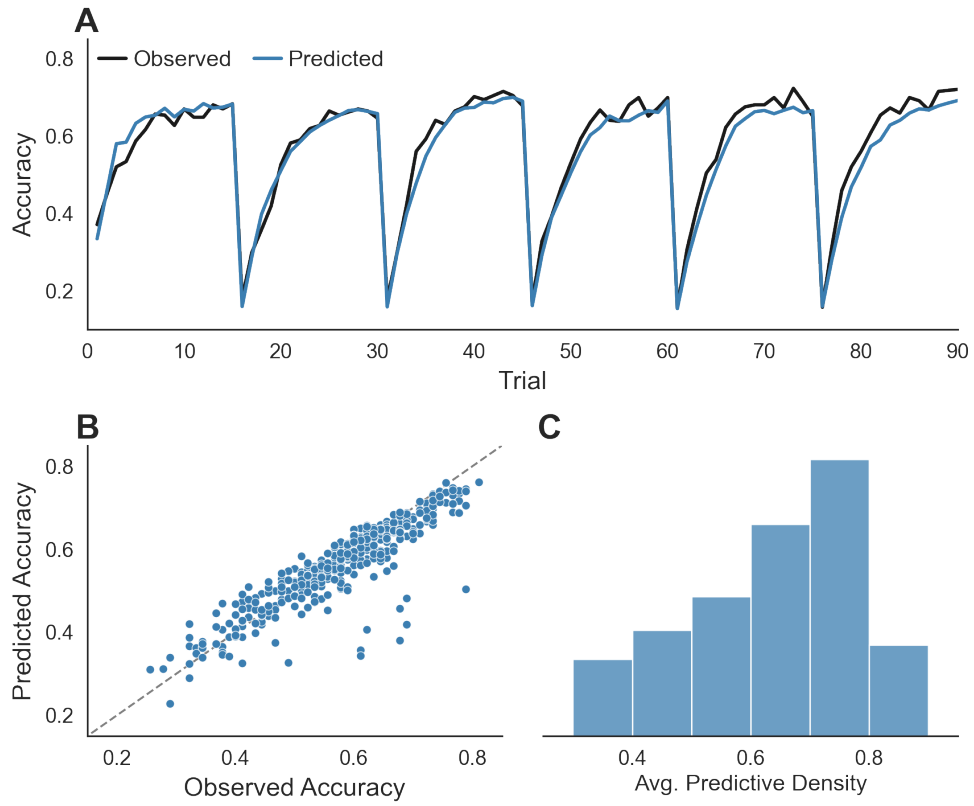 A
Observed Predicted
Accuracy
0.8
0.6
0.4
0.2
0 10 20 30 40 50 60 70 80 90
Trial
B
Predicted Accuracy
0.8
0.6
0.4
0.2
0.2 0.4 0.6 0.8
Observed Accuracy
C
0.4 0.6 0.8
Avg. Predictive Density